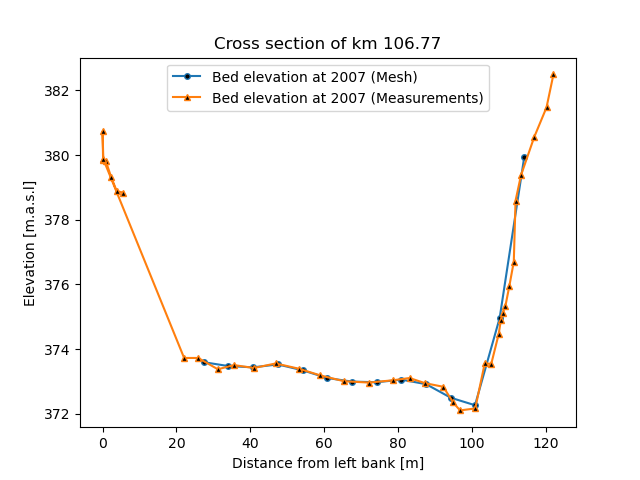 Cross section of km 106.77
Bed elevation at 2007 (Mesh)
Bed elevation at 2007 (Measurements)
Elevation [m.a.s.l]
382
380
378
376
374
372
0 20 40 60 80 100 120
Distance from left bank [m]